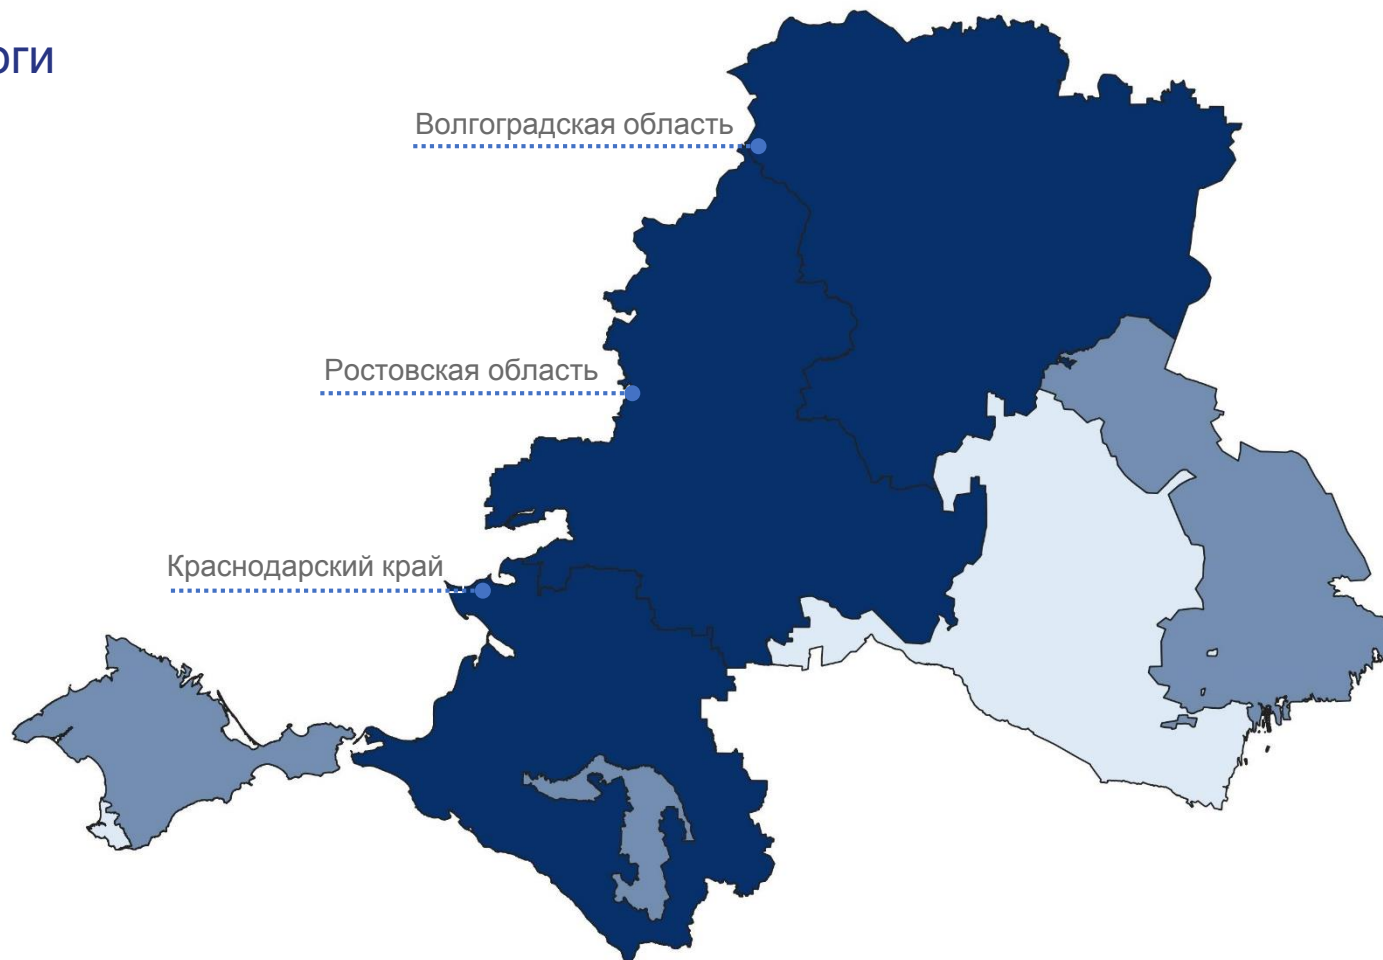 оги
Волгоградская область
Ростовская область
Краснодарский край